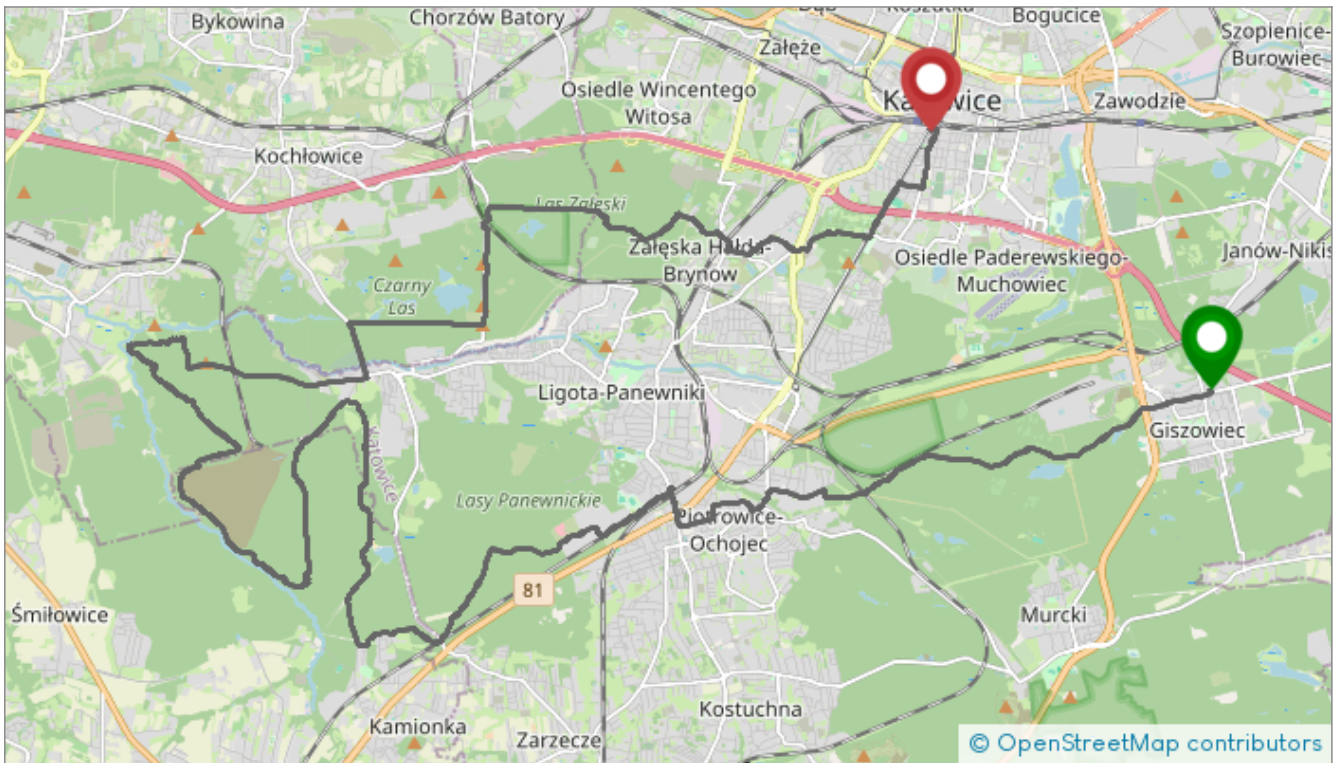 Bykowina
Chorzów Batory
Bogucice
Załęże
Szopienice-
Burowiec
Osiedle Wincentego
Witosa
Zawodzie
Kochłowice
Las Załęski
Załęska Hałda-
Brynów
Osiedle Paderewskiego-
Muchowiec
Janów-Nikis
Czarny
Las
Ligota-Panewniki
Giszowiec
Katowice
Lasy Panewnickie
Piotrowice-
Ochojec
81
Śmiłowice
Murcki
Kamionka
Kostuchna
Zarzecze
© OpenStreetMap contributors